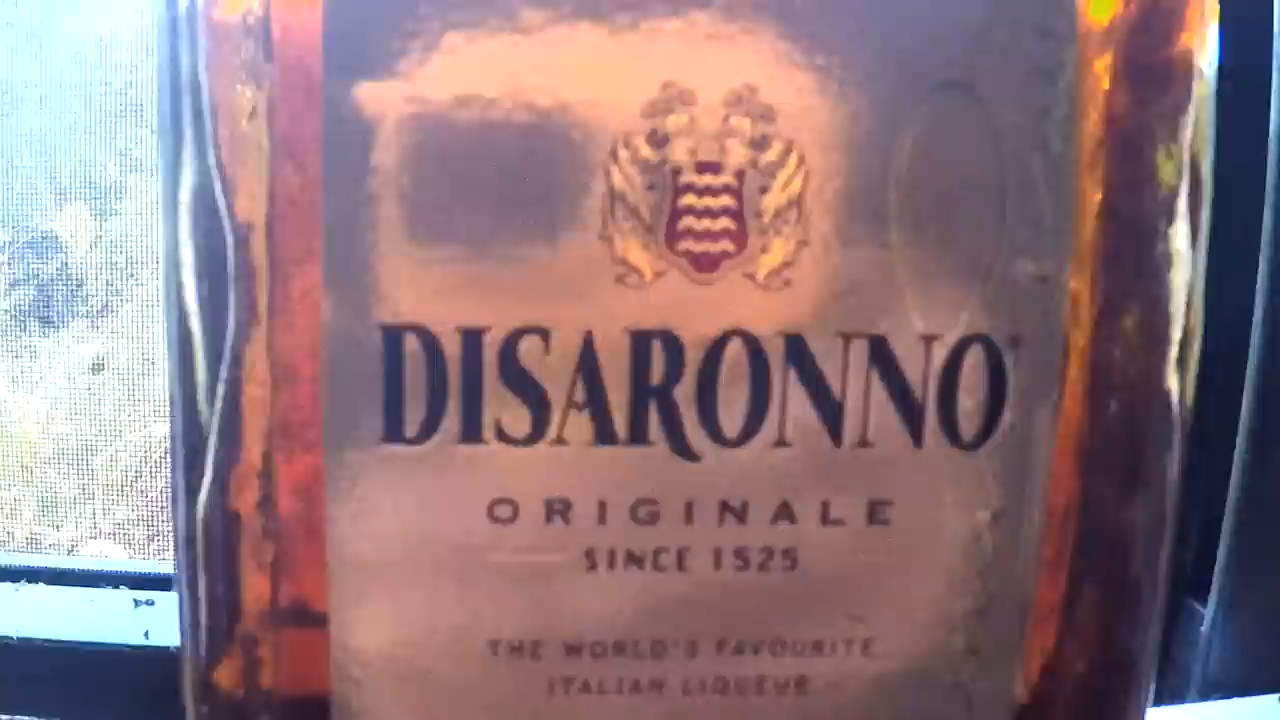 DISARONNO
ORIGINALE
SINCE 1525
THE WORLD'S FAVOURITE
ITALIAN LIQUEUR